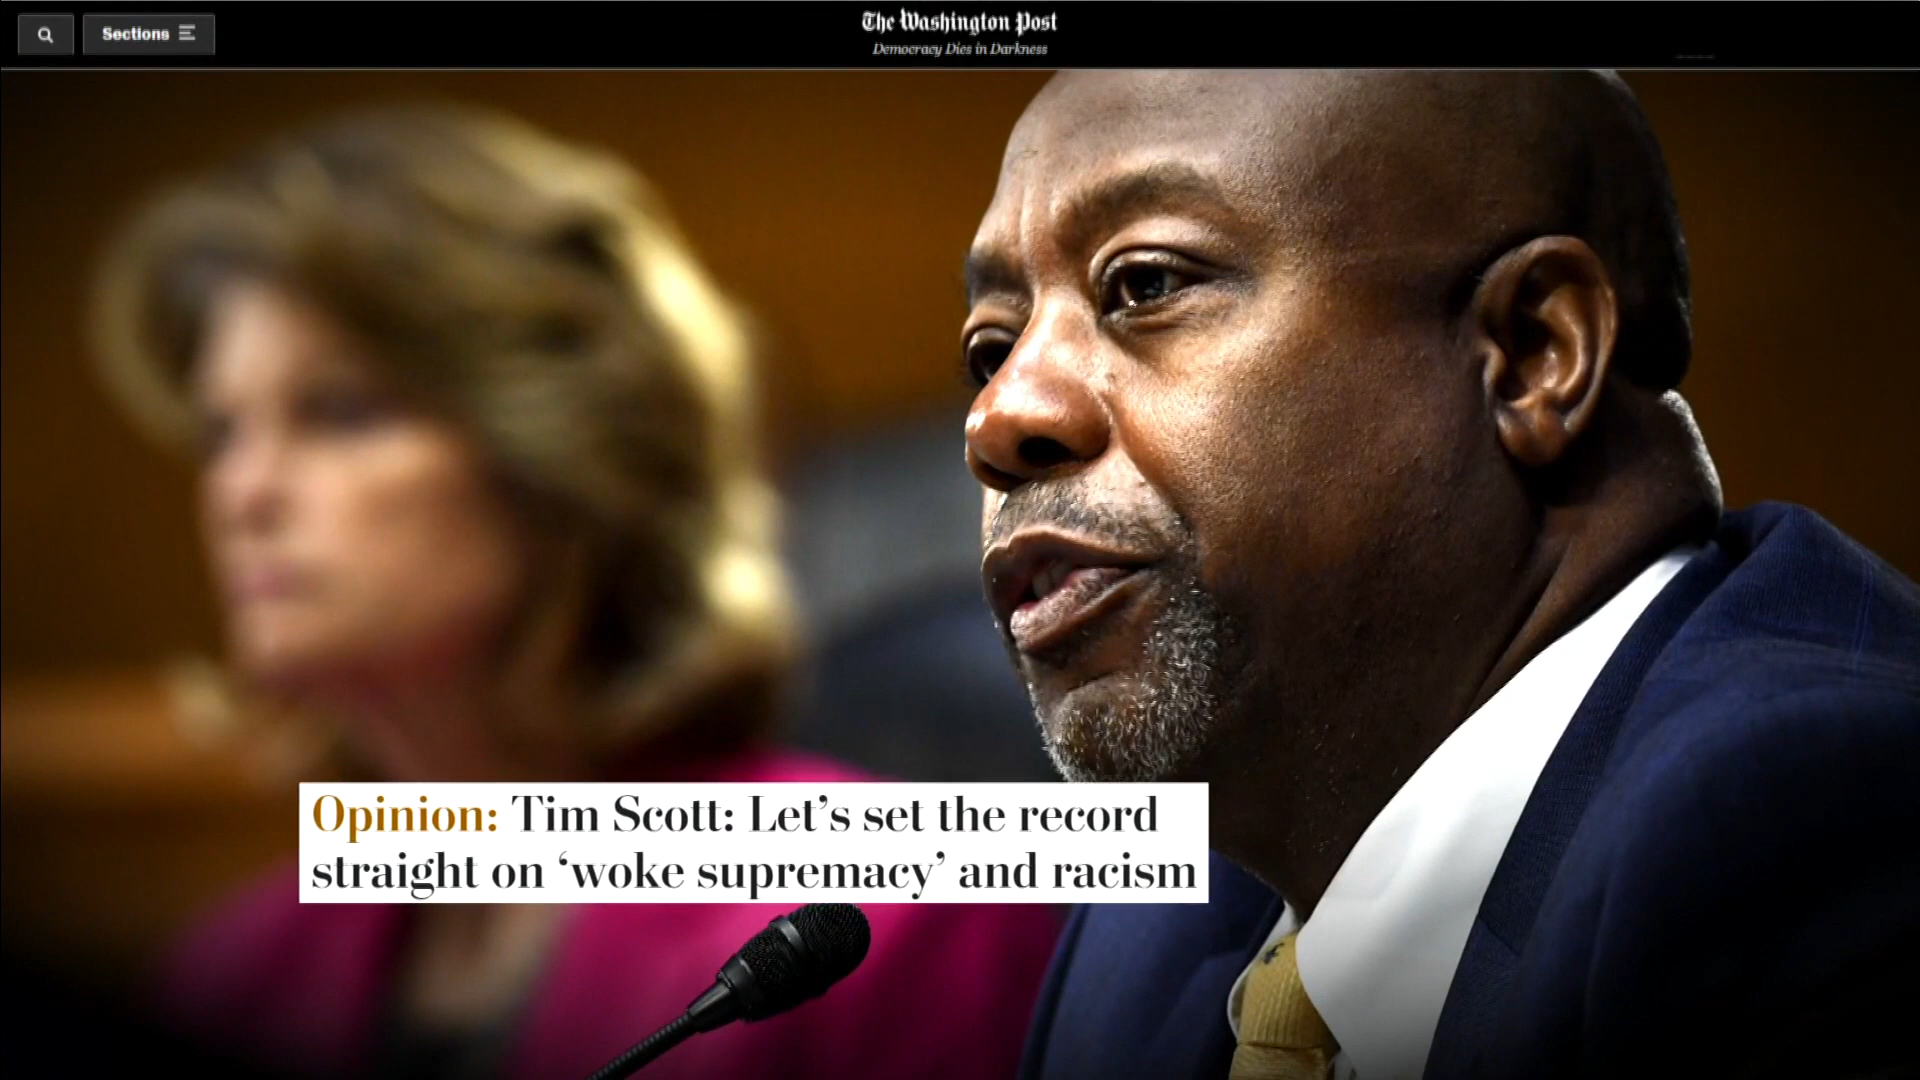 Sections
The Washington Post
Democracy Dies in Darkness
Opinion: Tim Scott: Let’s set the record
straight on ‘woke supremacy’ and racism